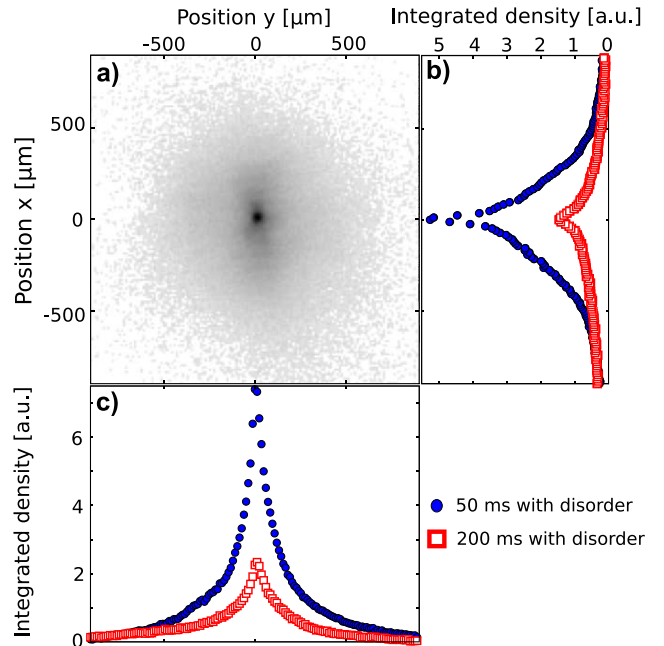 Position y [µm]
Integrated density [a.u.]
-500 0 500
5 4 3 2 1 0
a)
b)
500
0
-500
Position x [µm]
c)
6
4
2
0
Integrated density [a.u.]
50 ms with disorder
200 ms with disorder